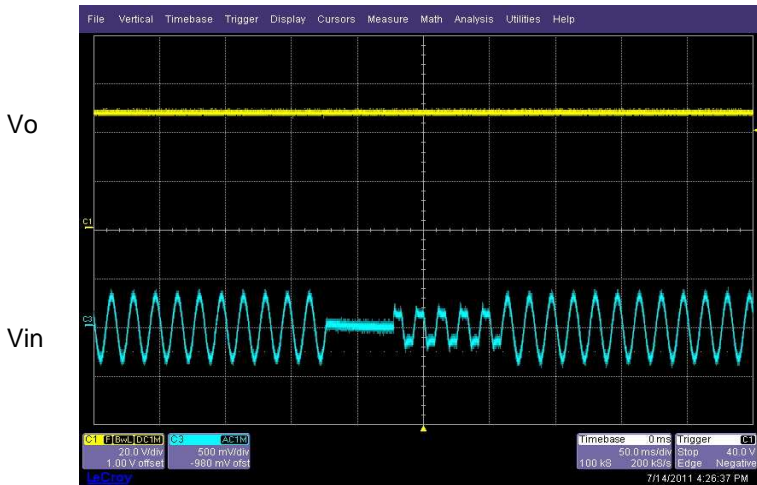 File Vertical Timebase Trigger Display Cursors Measure Math Analysis Utilities Help
Vo
C1
C3
Vin
C1 F BwL DC1M
20.0 V/div
1.00 V offset
C3 AC1M
500 mV/div
-980 mV ofst
Timebase .0 ms
50.0 ms/div
100 kS 200 kS/s
Trigger C1
Stop 40.0 V
Edge Negative
LeCroy
7/14/2011 4:26:37 PM